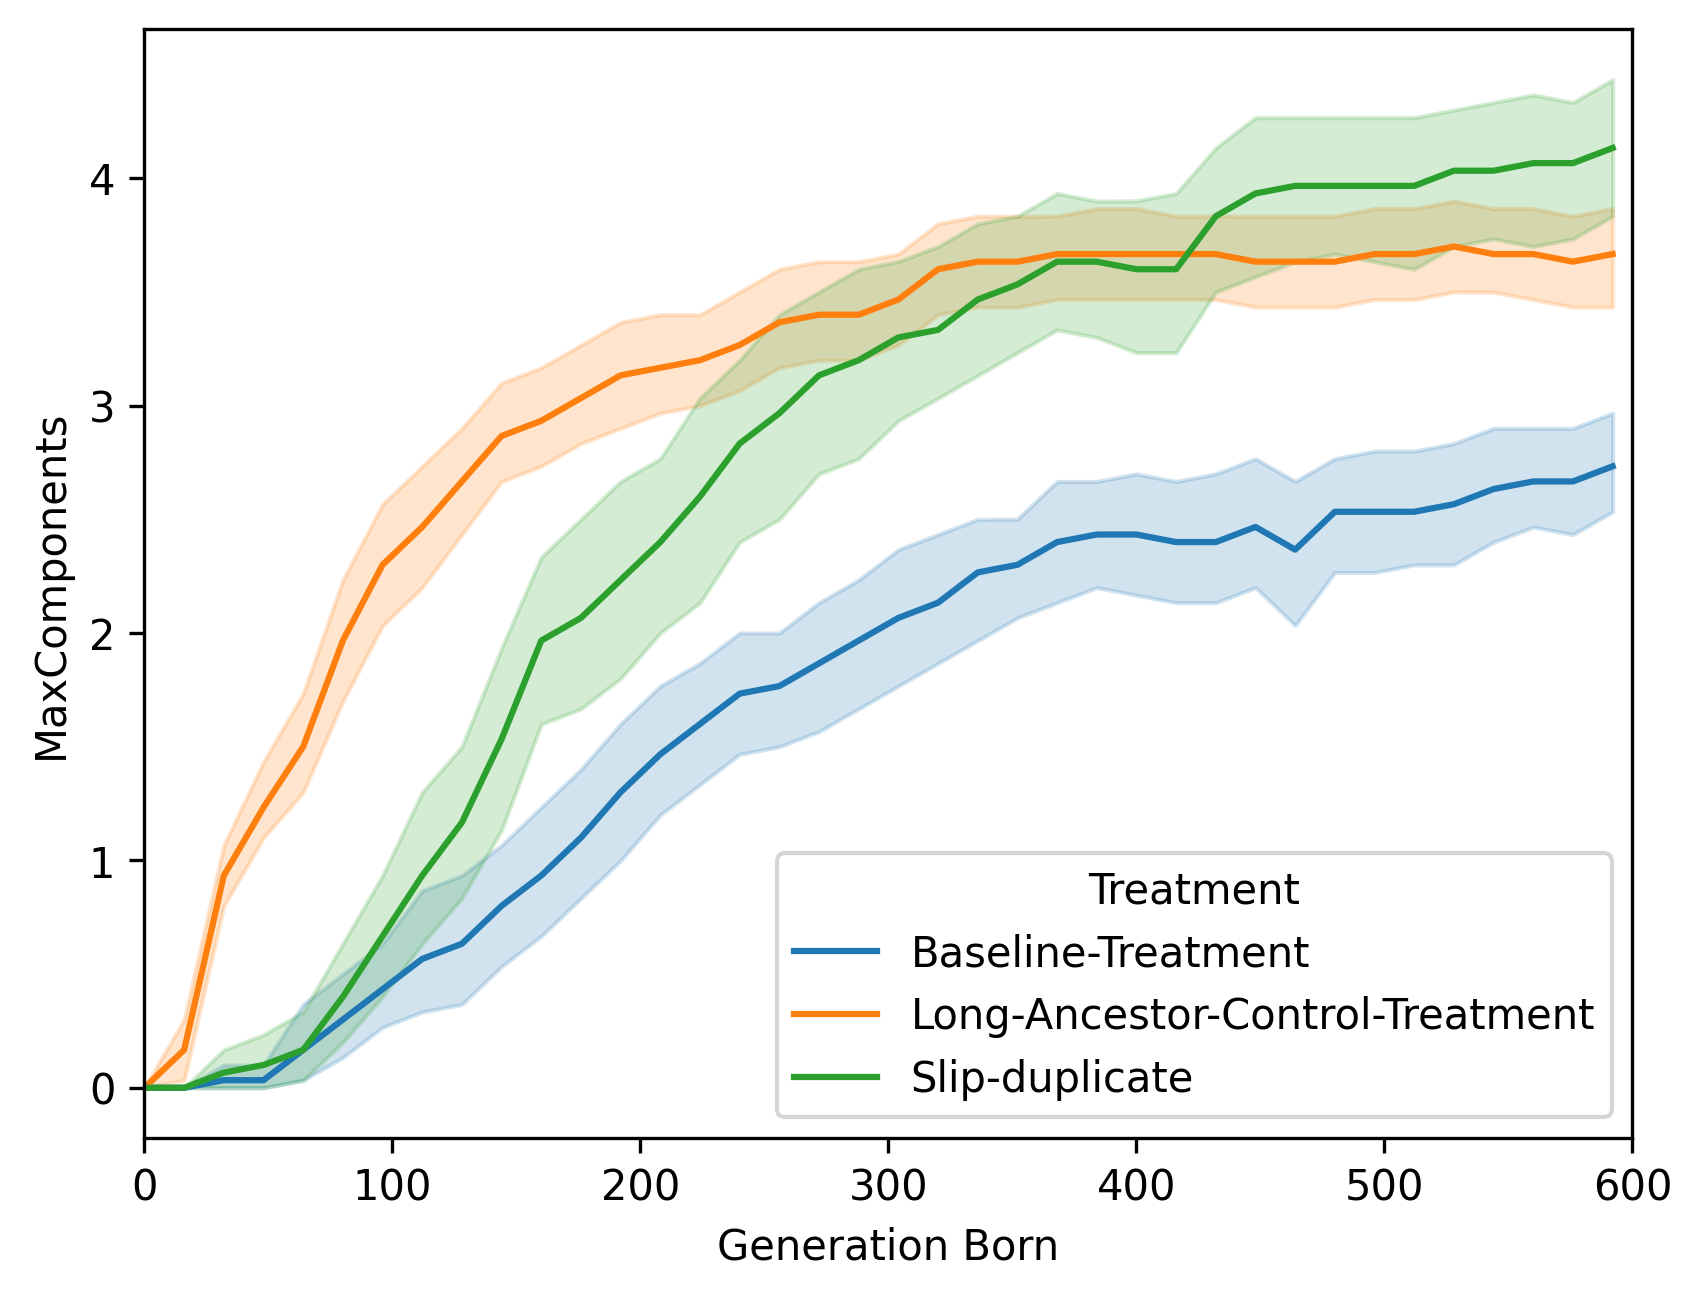 4
3
2
1
0
MaxComponents
0 100 200 300 400 500 600
Generation Born
Treatment
Baseline-Treatment
Long-Ancestor-Control-Treatment
Slip-duplicate